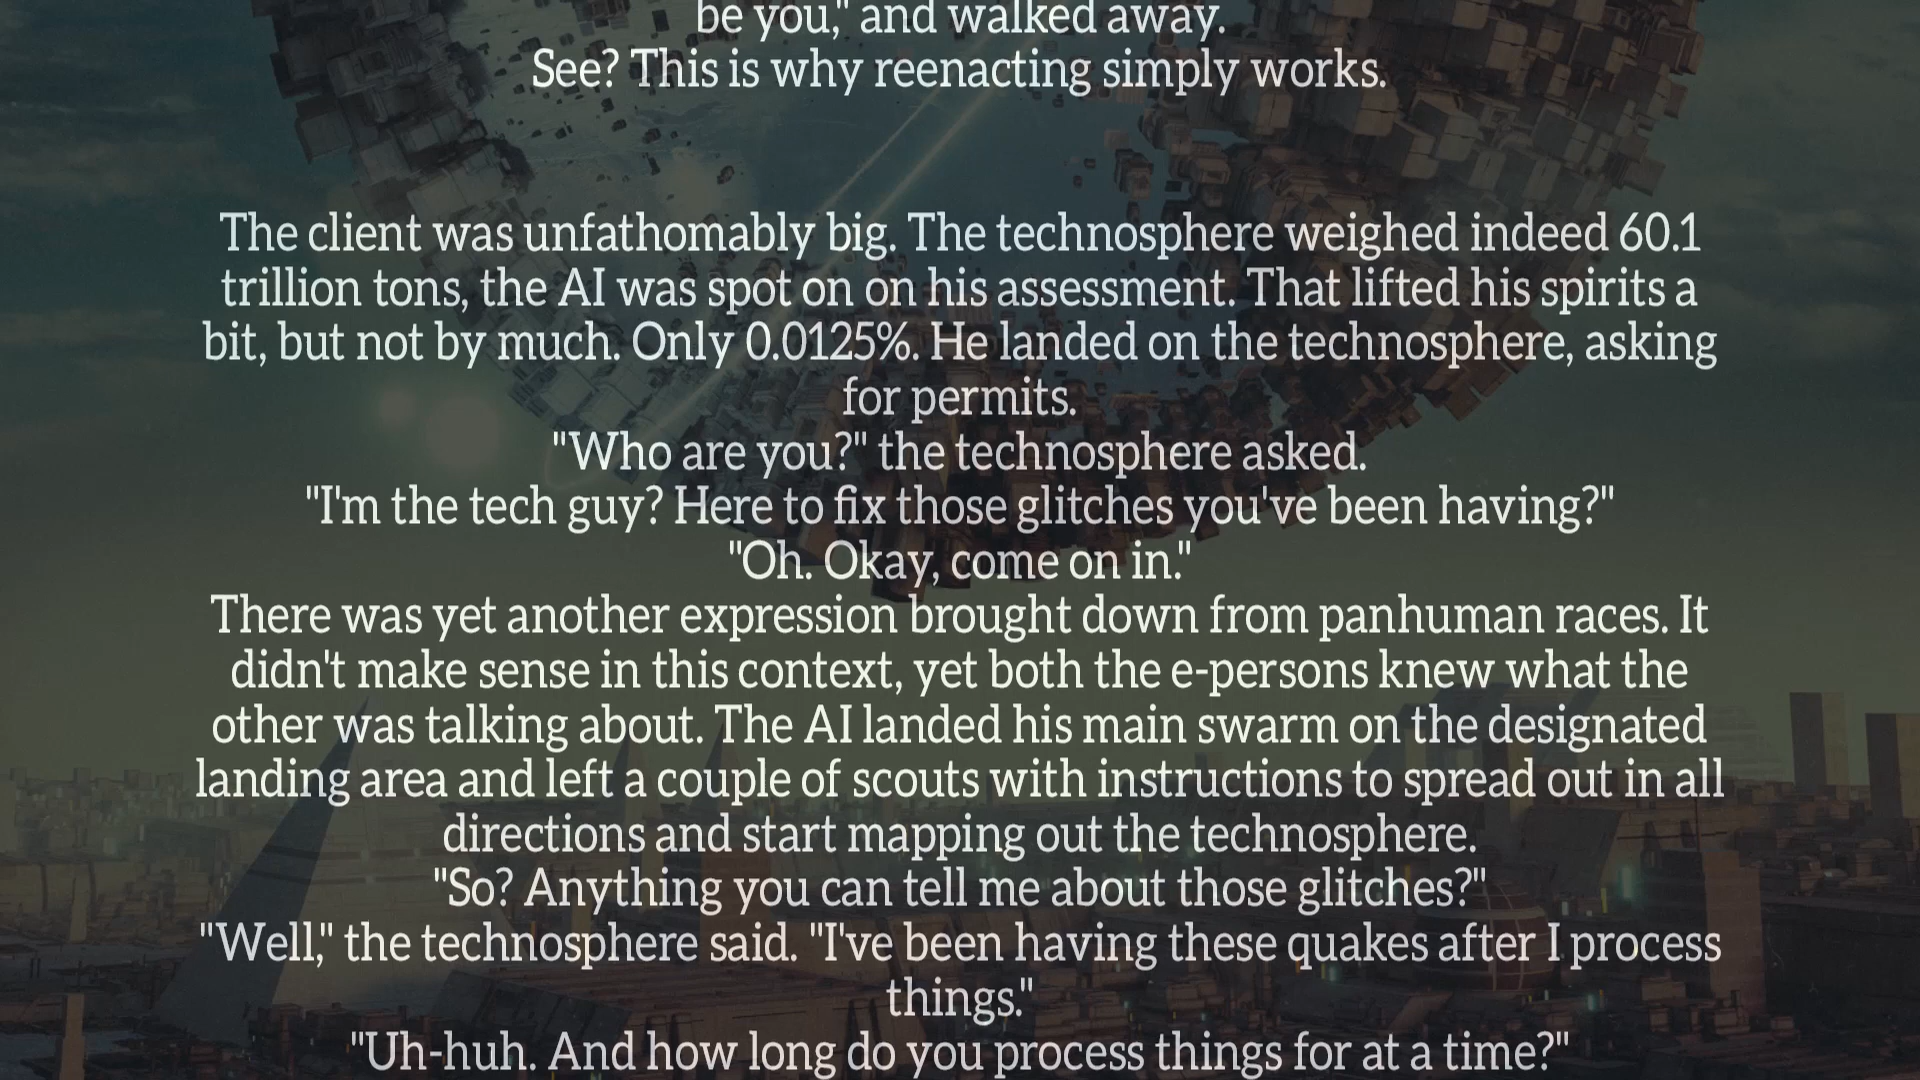 be you," and walked away.
See? This is why reenacting simply works.
The client was unfathomably big. The technosphere weighed indeed 60.1
trillion tons, the AI was spot on on his assessment. That lifted his spirits a
bit, but not by much. Only 0.0125%. He landed on the technosphere, asking
for permits.
"Who are you?" the technosphere asked.
"I'm the tech guy? Here to fix those glitches you've been having?"
"Oh. Okay, come on in."
There was yet another expression brought down from panhuman races. It
didn't make sense in this context, yet both the e-persons knew what the
other was talking about. The AI landed his main swarm on the designated
landing area and left a couple of scouts with instructions to spread out in all
directions and start mapping out the technosphere.
"So? Anything you can tell me about those glitches?"
"Well," the technosphere said. "I've been having these quakes after I process
things."
"Uh-huh. And how long do you process things for at a time?"